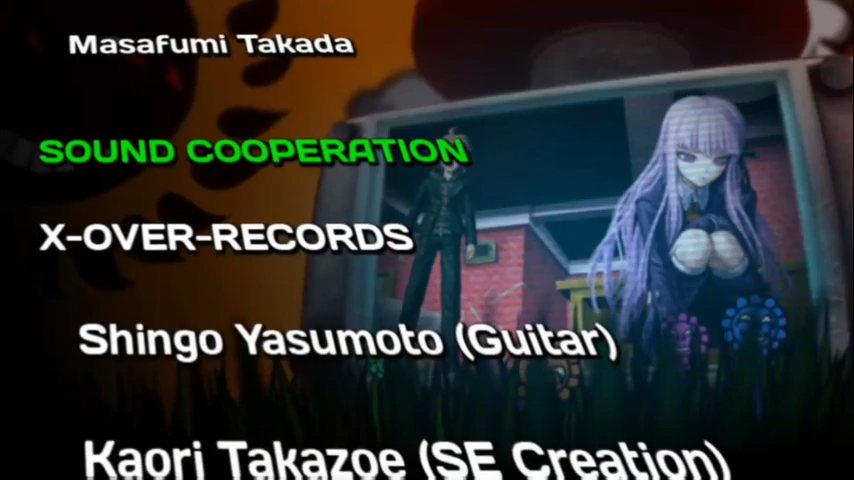 Masafumi Takada
SOUND COOPERATION
X-OVER-RECORDS
Shingo Yasumoto (Guitar)
Kaori Takazoe (SE Creation)